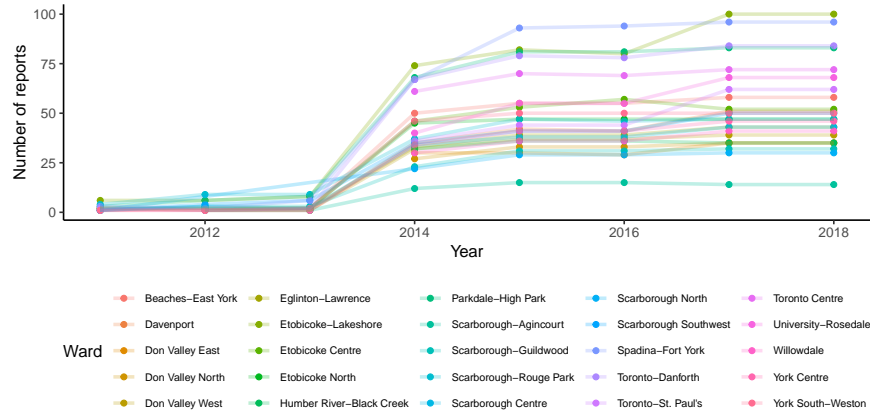 100
75
50
25
0
Number of reports
2012
2014
2016
2018
Year
Ward
Beaches−East York
Eglinton−Lawrence
Parkdale−High Park
Scarborough North
Toronto Centre
Davenport
Etobicoke−Lakeshore
Scarborough−Agincourt
Scarborough Southwest
University−Rosedale
Don Valley East
Etobicoke Centre
Scarborough−Guildwood
Spadina−Fort York
Willowdale
Don Valley North
Etobicoke North
Scarborough−Rouge Park
Toronto−Danforth
York Centre
Don Valley West
Humber River−Black Creek
Scarborough Centre
Toronto−St. Paul's
York South−Weston